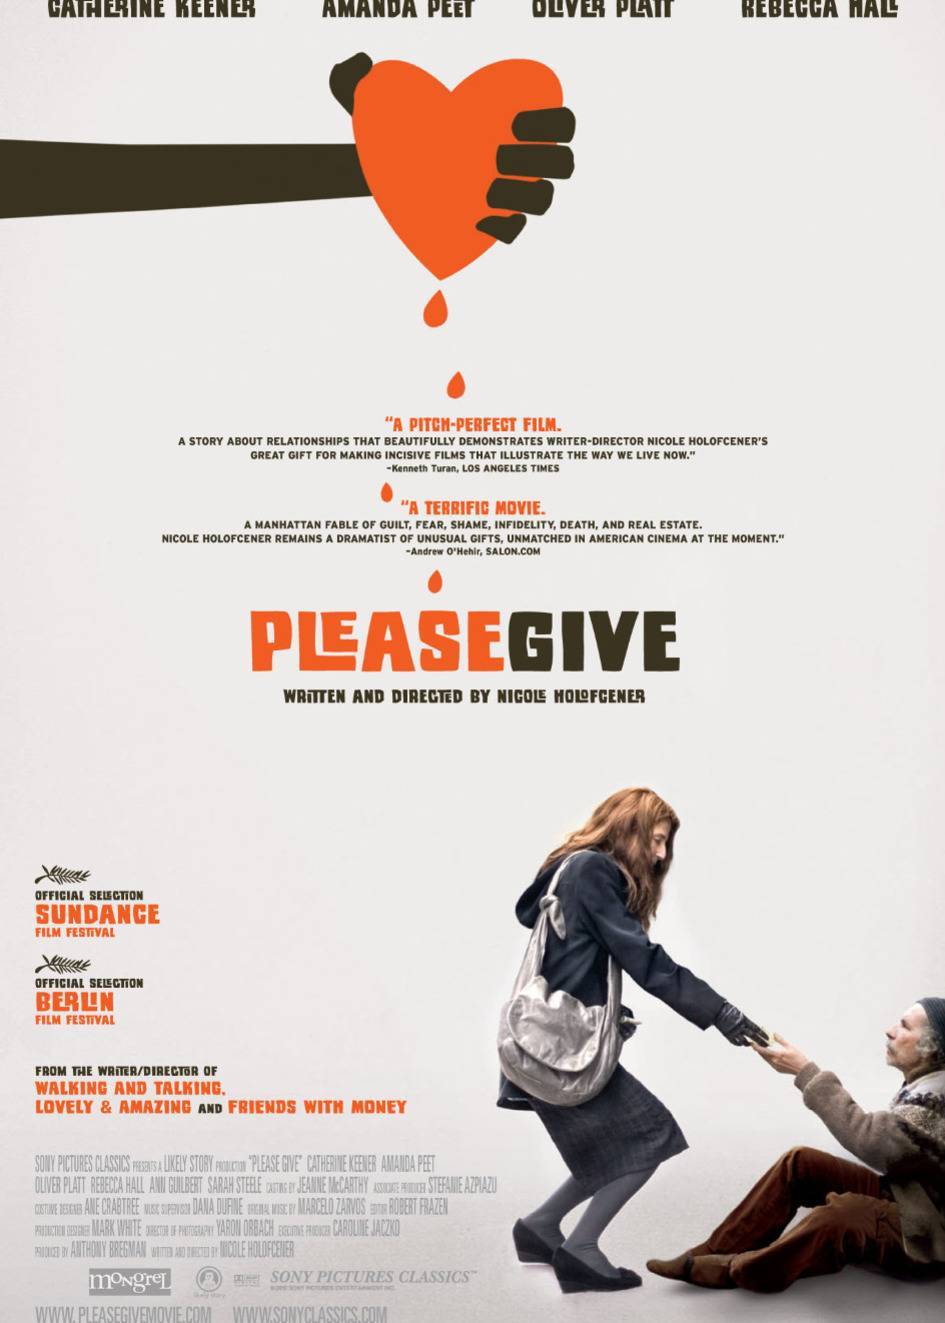 CATHERINE KEENER AMANDA PEET OLIVER PLATT REBECCA HALL
"A PITCH-PERFECT FILM.
A STORY ABOUT RELATIONSHIPS THAT BEAUTIFULLY DEMONSTRATES WRITER-DIRECTOR NICOLE HOLOFCENER'S
GREAT GIFT FOR MAKING INCISIVE FILMS THAT ILLUSTRATE THE WAY WE LIVE NOW."
-Kenneth Turan, LOS ANGELES TIMES
"A TERRIFIC MOVIE.
A MANHATTAN FABLE OF GUILT, FEAR, SHAME, INFIDELITY, DEATH, AND REAL ESTATE.
NICOLE HOLOFCENER REMAINS A DRAMATIST OF UNUSUAL GIFTS, UNMATCHED IN AMERICAN CINEMA AT THE MOMENT."
-Andrew O'Hehir, SALON.COM
PLEASEGIVE
WRITTEN AND DIRECTED BY NICOLE HOLOFCENER
OFFICIAL SELECTION
SUNDANCE
FILM FESTIVAL
OFFICIAL SELECTION
BERLIN
FILM FESTIVAL
FROM THE WRITER/DIRECTOR OF
WALKING AND TALKING,
LOVELY & AMAZING AND FRIENDS WITH MONEY
SONY PICTURES CLASSICS PRESENTS A LIKELY STORY PRODUCTION "PLEASE GIVE" CATHERINE KEENER AMANDA PEET
OLIVER PLATT REBECCA HALL ANN GUILBERT SARAH STEELE CASTING BY JEANNE McCARTHY ASSOCIATE PRODUCER STEFANIE AZPIAZU
COSTUME DESIGNER ANE CRABTREE MUSIC SUPERVISOR DANA DUFINE ORIGINAL MUSIC BY MARCELO ZARVOS EDITOR ROBERT FRAZEN
PRODUCTION DESIGNER MARK WHITE DIRECTOR OF PHOTOGRAPHY YARON ORBACH EXECUTIVE PRODUCER CAROLINE JACZKO
PRODUCED BY ANTHONY BREGMAN WRITTEN AND DIRECTED BY NICOLE HOLOFCENER
mongrel SONY PICTURES CLASSICS™
WWW.PLEASEGIVEMOVIE.COM WWW.SONYCLASSICS.COM